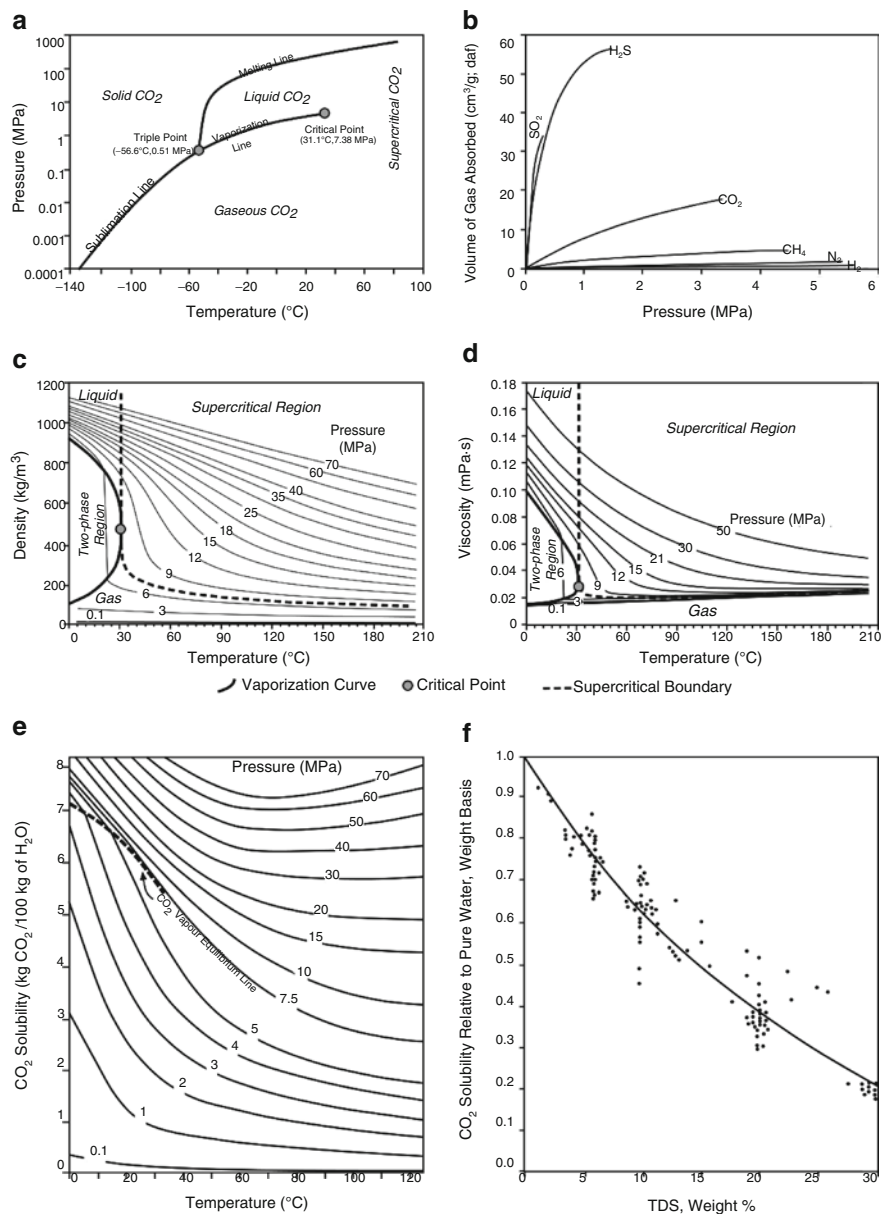 a
Pressure (MPa)
1000
100
10
1
0.1
0.01
0.001
0.0001
Solid CO2
Melting Line
Liquid CO2
Supercritical CO2
Triple Point
(−56.6°C,0.51 MPa)
Vaporization
Line
Critical Point
(31.1°C,7.38 MPa)
Sublimation Line
Gaseous CO2
−140
−100
−60
−20
20
60
100
Temperature (°C)
b
Volume of Gas Absorbed (cm3/g; daf)
60
50
40
30
20
10
0
H2S
SO2
CO2
CH4
N2
H2
0
1
2
3
4
5
6
Pressure (MPa)
c
Density (kg/m3)
1200
1000
800
600
400
200
0
Liquid
Supercritical Region
Pressure
(MPa)
70
60
40
35
25
18
15
12
9
6
3
0.1
Two-phase
Region
Gas
0
30
60
90
120
150
180
210
Temperature (°C)
d
Viscosity (mPa·s)
0.18
0.16
0.14
0.12
0.10
0.08
0.06
0.04
0.02
0
Liquid
Supercritical Region
Pressure (MPa)
50
30
21
15
12
9
6
3
0.1
Two-phase
Region
Gas
0
30
60
90
120
150
180
210
Temperature (°C)
Vaporization Curve
Critical Point
Supercritical Boundary
e
CO2 Solubility (kg CO2 /100 kg of H2O)
8
7
6
5
4
3
2
1
0
Pressure (MPa)
70
60
50
40
30
20
15
10
7.5
5
4
3
2
1
0.1
CO2 Vapour Equilibrium Line
0
20
40
60
80
100
120
Temperature (°C)
f
CO2 Solubility Relative to Pure Water, Weight Basis
1.0
0.9
0.8
0.7
0.6
0.5
0.4
0.3
0.2
0.1
0.0
5
10
15
20
25
30
TDS, Weight %